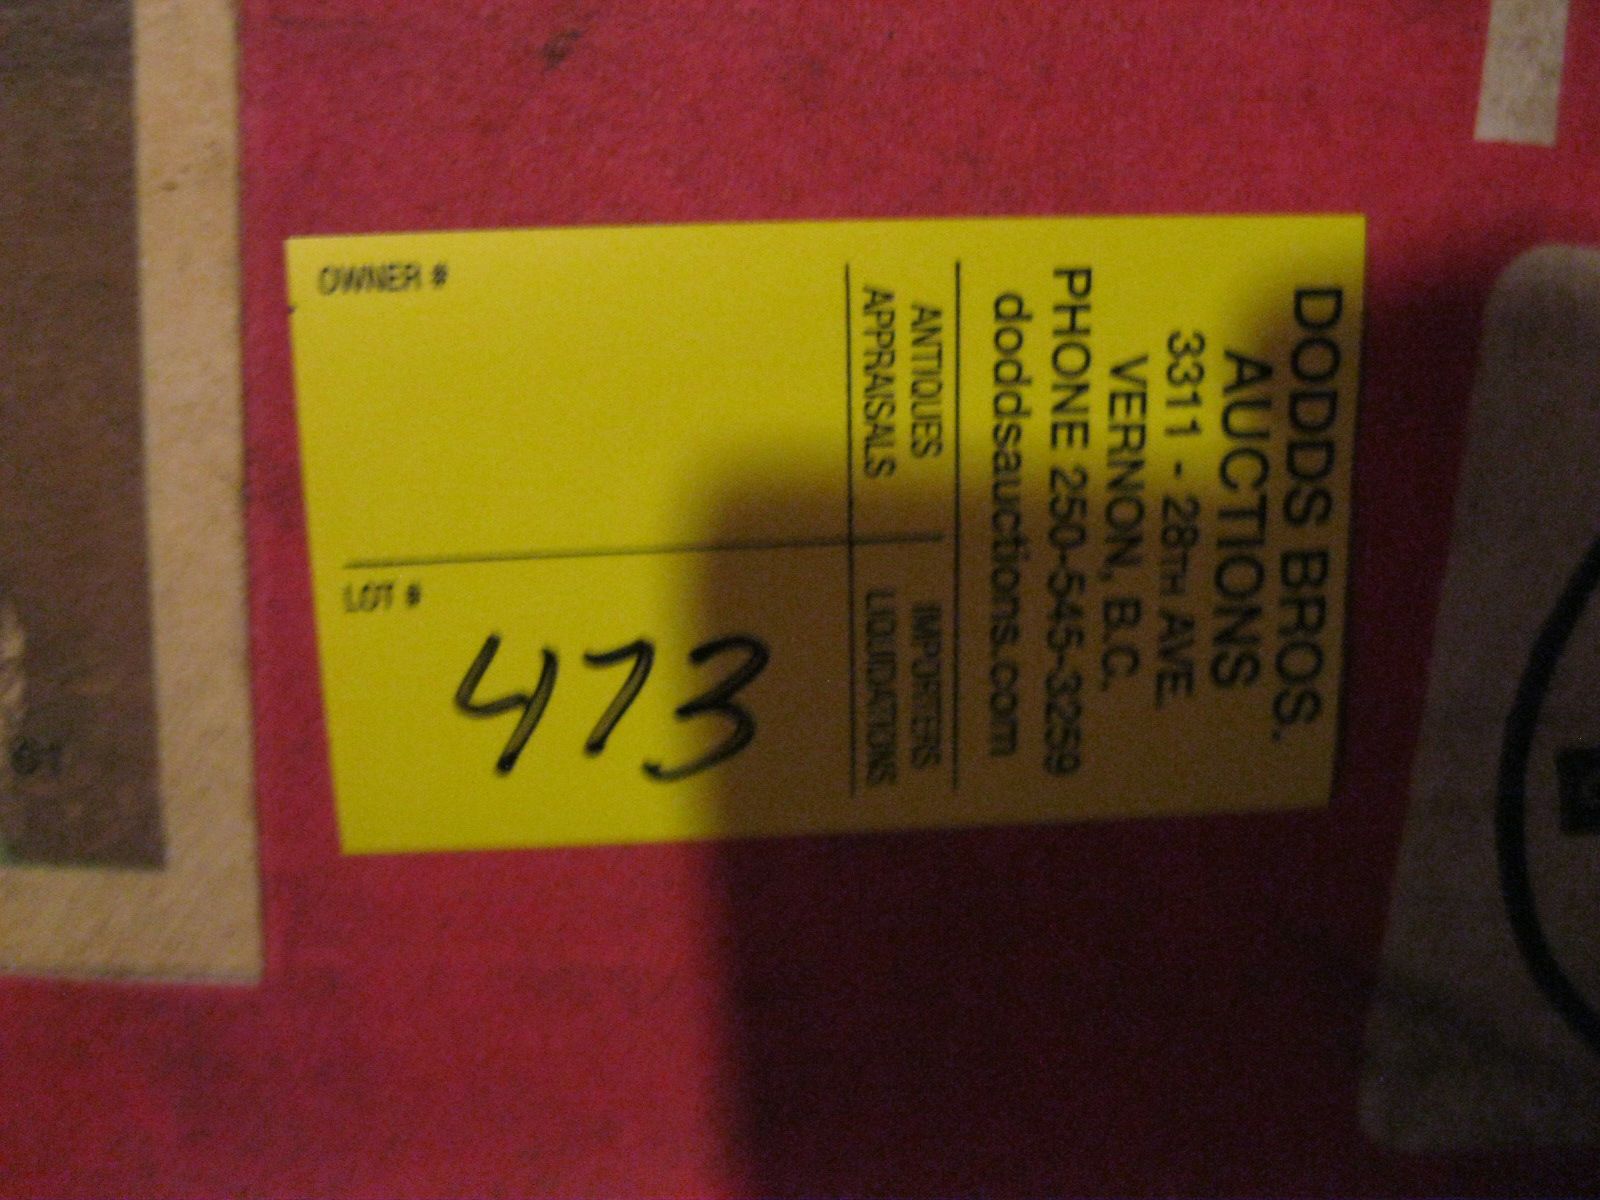 DODDS BROS.
AUCTIONS
3311 - 28TH AVE.
VERNON, B.C.
PHONE 250-545-3259
doddsauctions.com
ANTIQUES IMPORTERS
APPRAISALS LIQUIDATIONS
OWNER #
LOT #
473